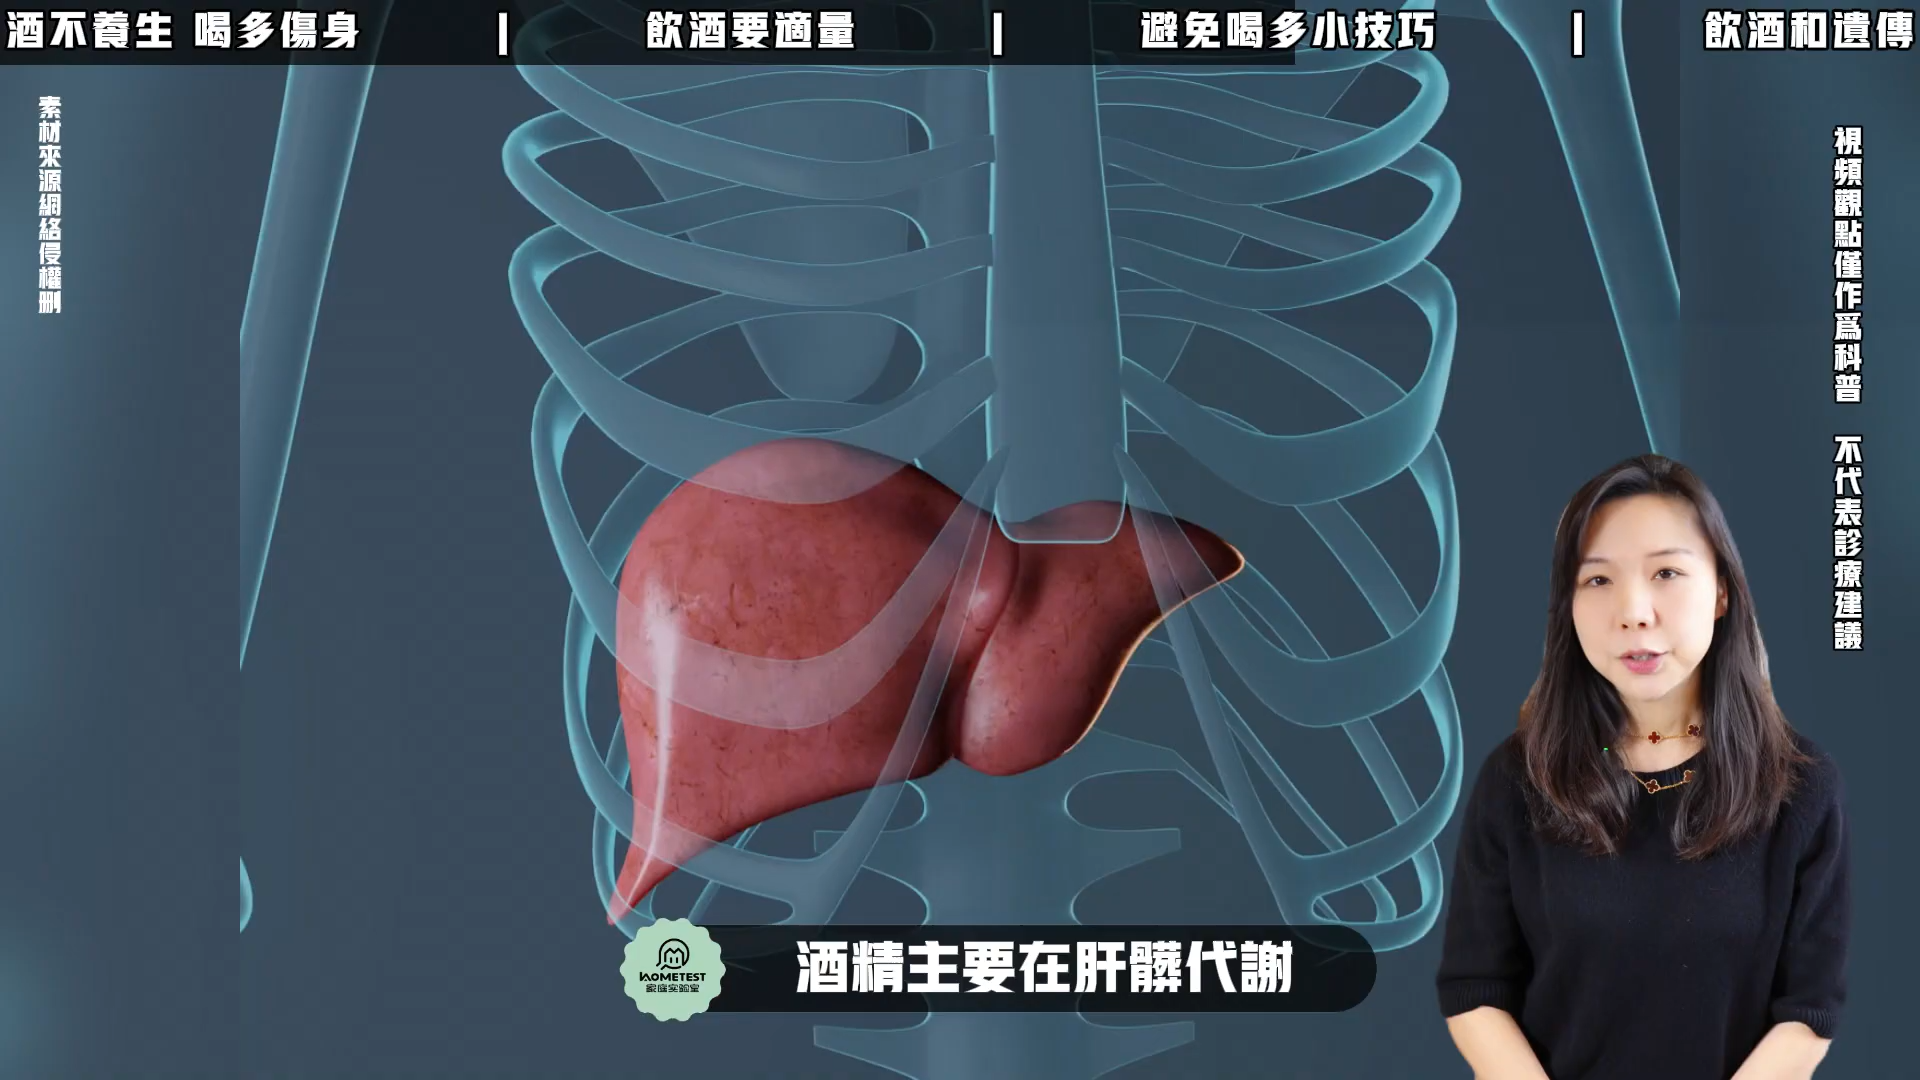 酒不養生 喝多傷身 | 飲酒要適量 | 避免喝多小技巧 | 飲酒和遺傳
素材來源網絡侵權刪
視頻觀點僅作爲科普 不代表診療建議
HOMETEST
家庭实验室
酒精主要在肝髒代謝